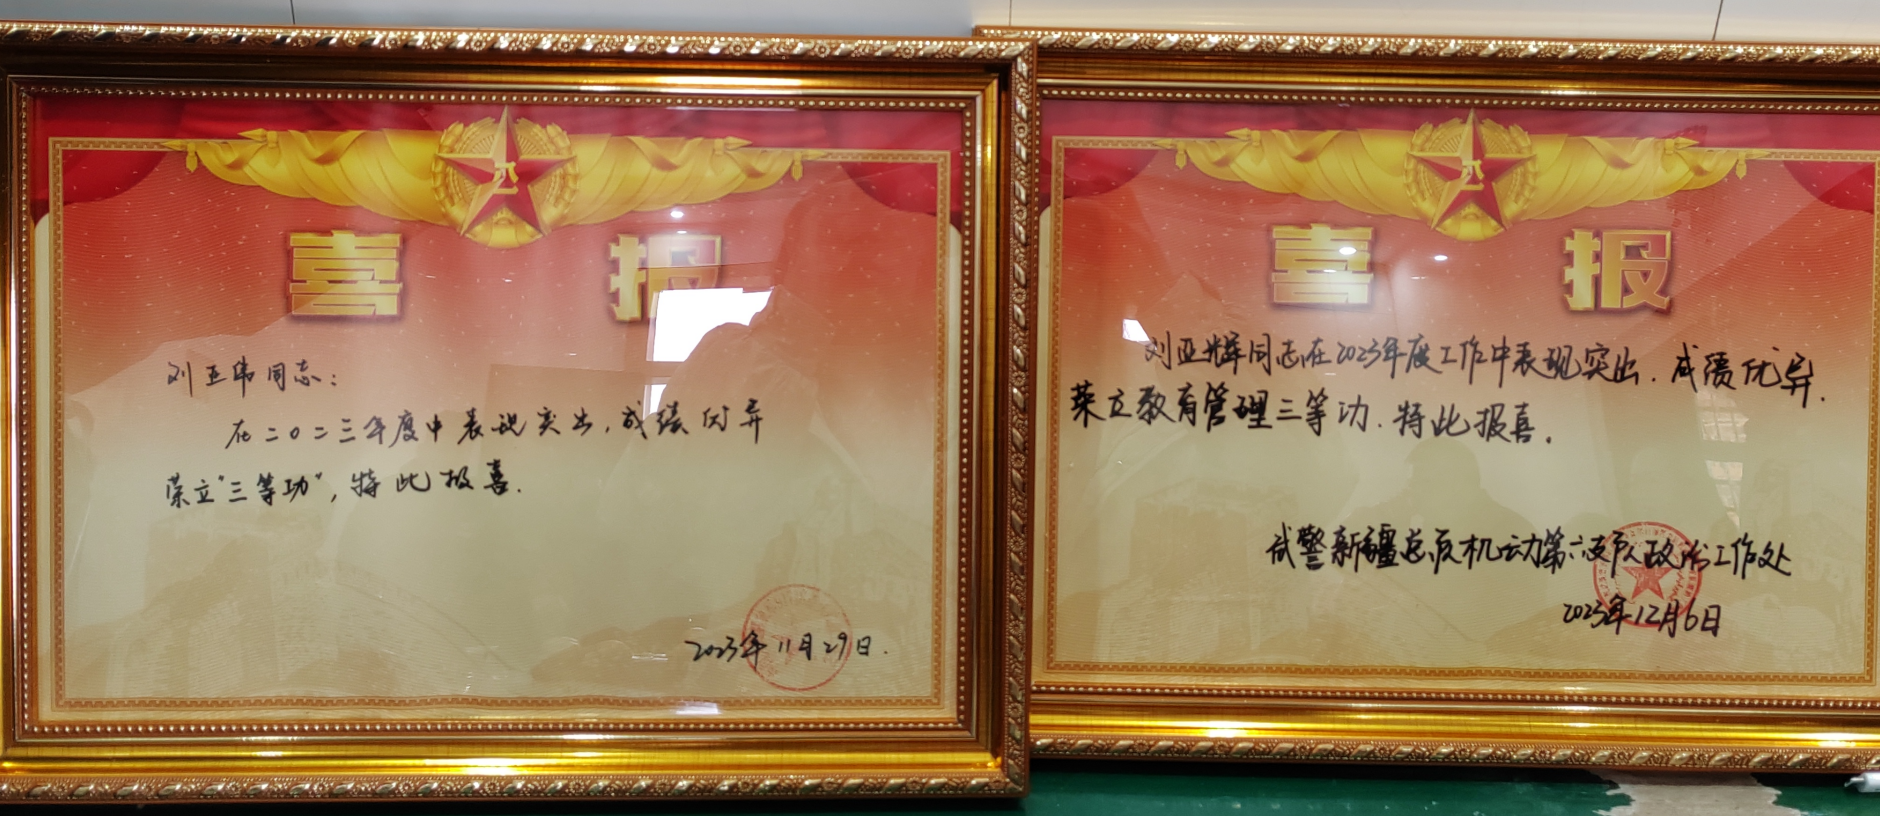 喜报
刘亚伟同志：
在二〇二三年度中表现突出，成绩优异
荣立"三等功"，特此报喜.
2023年11月29日.
喜报
刘亚辉同志在2023年度工作中表现突出.成绩优异.
荣立教育管理三等功.特此报喜.
武警新疆总队机动第六支队政治工作处
2023年12月6日